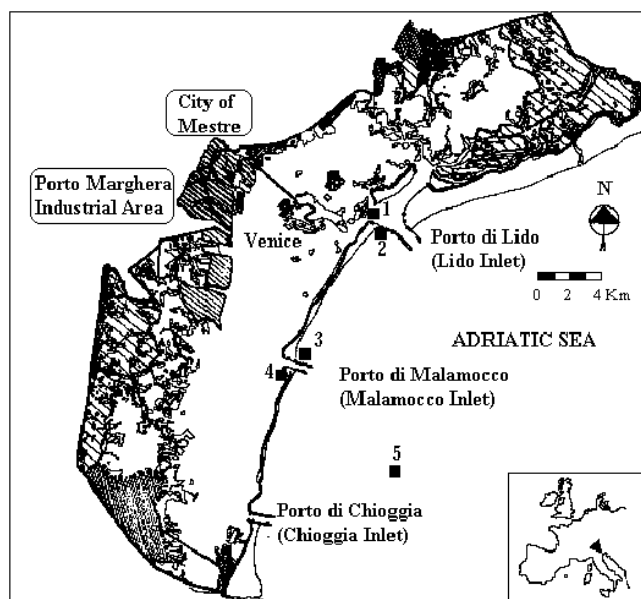 City of
Mestre
Porto Marghera
Industrial Area
N
1
Venice
2
Porto di Lido
(Lido Inlet)
0 2 4 Km
ADRIATIC SEA
3
4
Porto di Malamocco
(Malamocco Inlet)
5
Porto di Chioggia
(Chioggia Inlet)